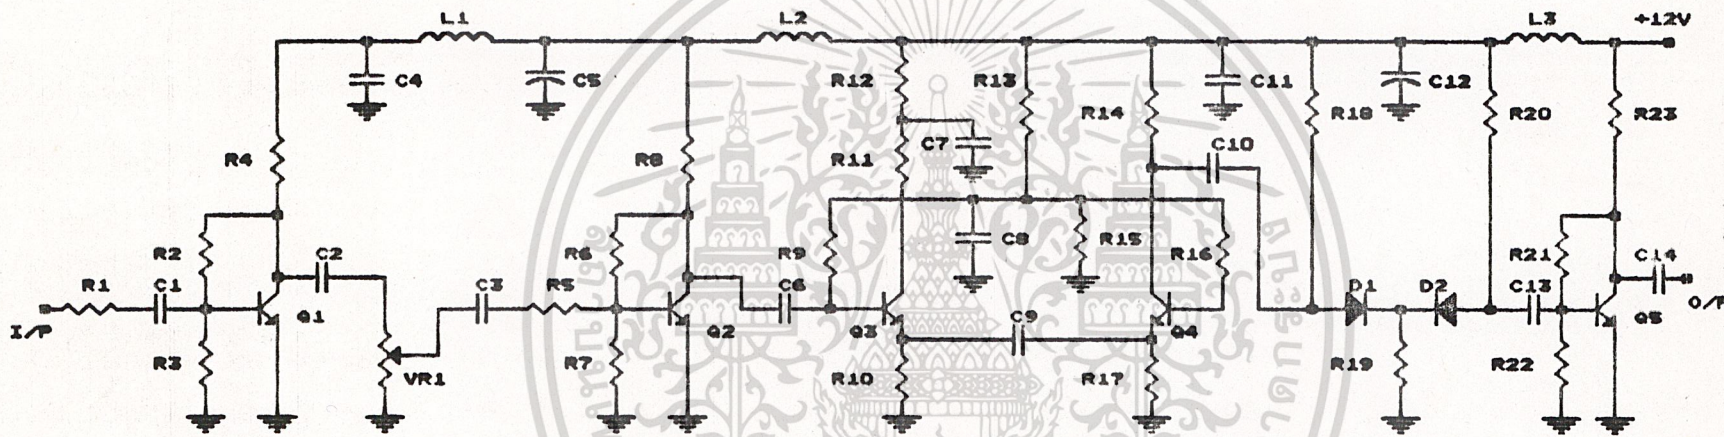 L1 L2 L3 +12V
C4 C5 R12 R13 R14 C11 R18 C12 R20 R23
R4 R8 R11 C7 C10
R2 C2 R6 R9 C8 R15 R16 R21 C14
R1 C1 C3 R5 C6 D1 D2 C13
I/P Q1 Q2 Q3 C9 Q4 Q5 O/P
R3 VR1 R7 R10 R17 R19 R22